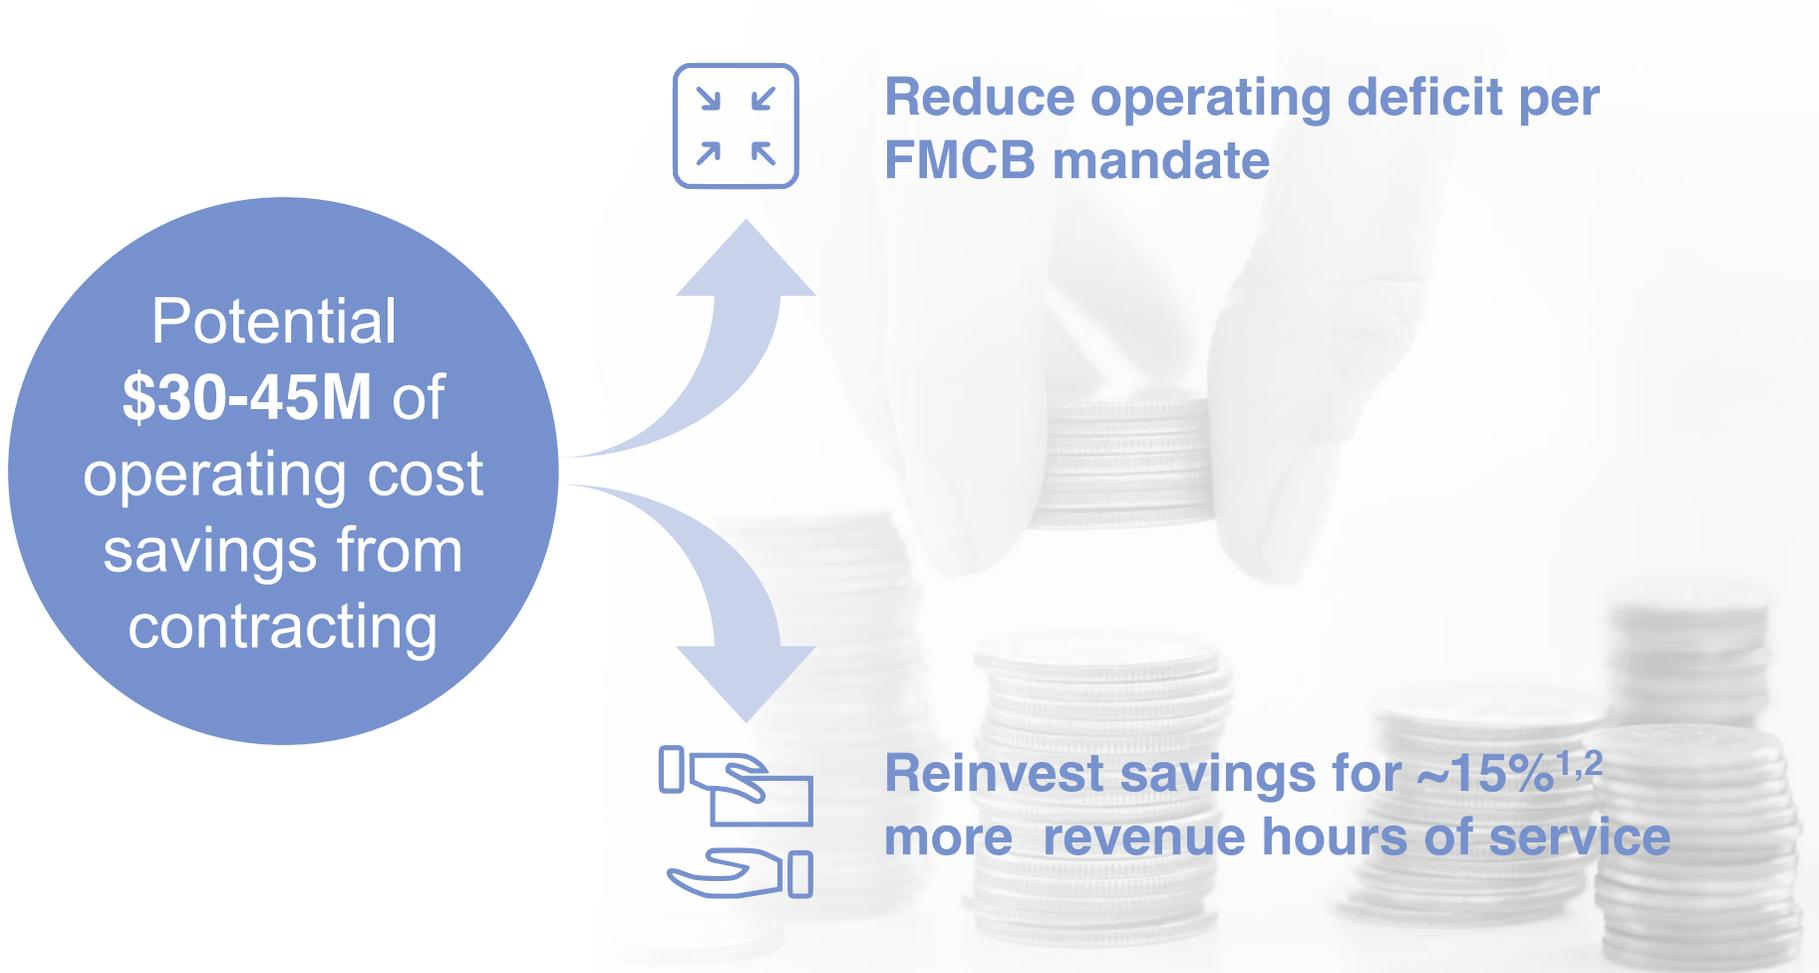 Potential
$30-45M of
operating cost
savings from
contracting
Reduce operating deficit per
FMCB mandate
Reinvest savings for ~15%1,2
more revenue hours of service